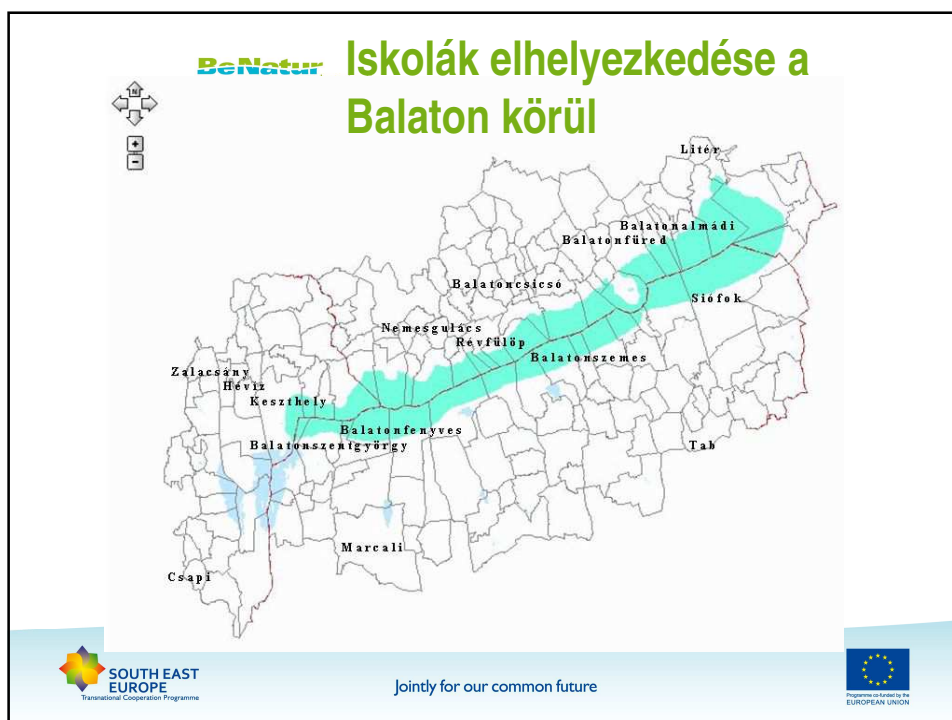 BeNatur Iskolák elhelyezkedése a
Balaton körül
N
+
-
Litér
Balatonalmádi
Balatonfüred
Balatoncsicsó
Siófok
Nemesgulács
Révfülöp
Balatonszemes
Zalacsány
Hévíz
Keszthely
Balatonfenyves
Balatonszentgyörgy
Tab
Marcali
Csapi
SOUTH EAST
EUROPE
Transnational Cooperation Programme
Jointly for our common future
Programme co-funded by the
EUROPEAN UNION